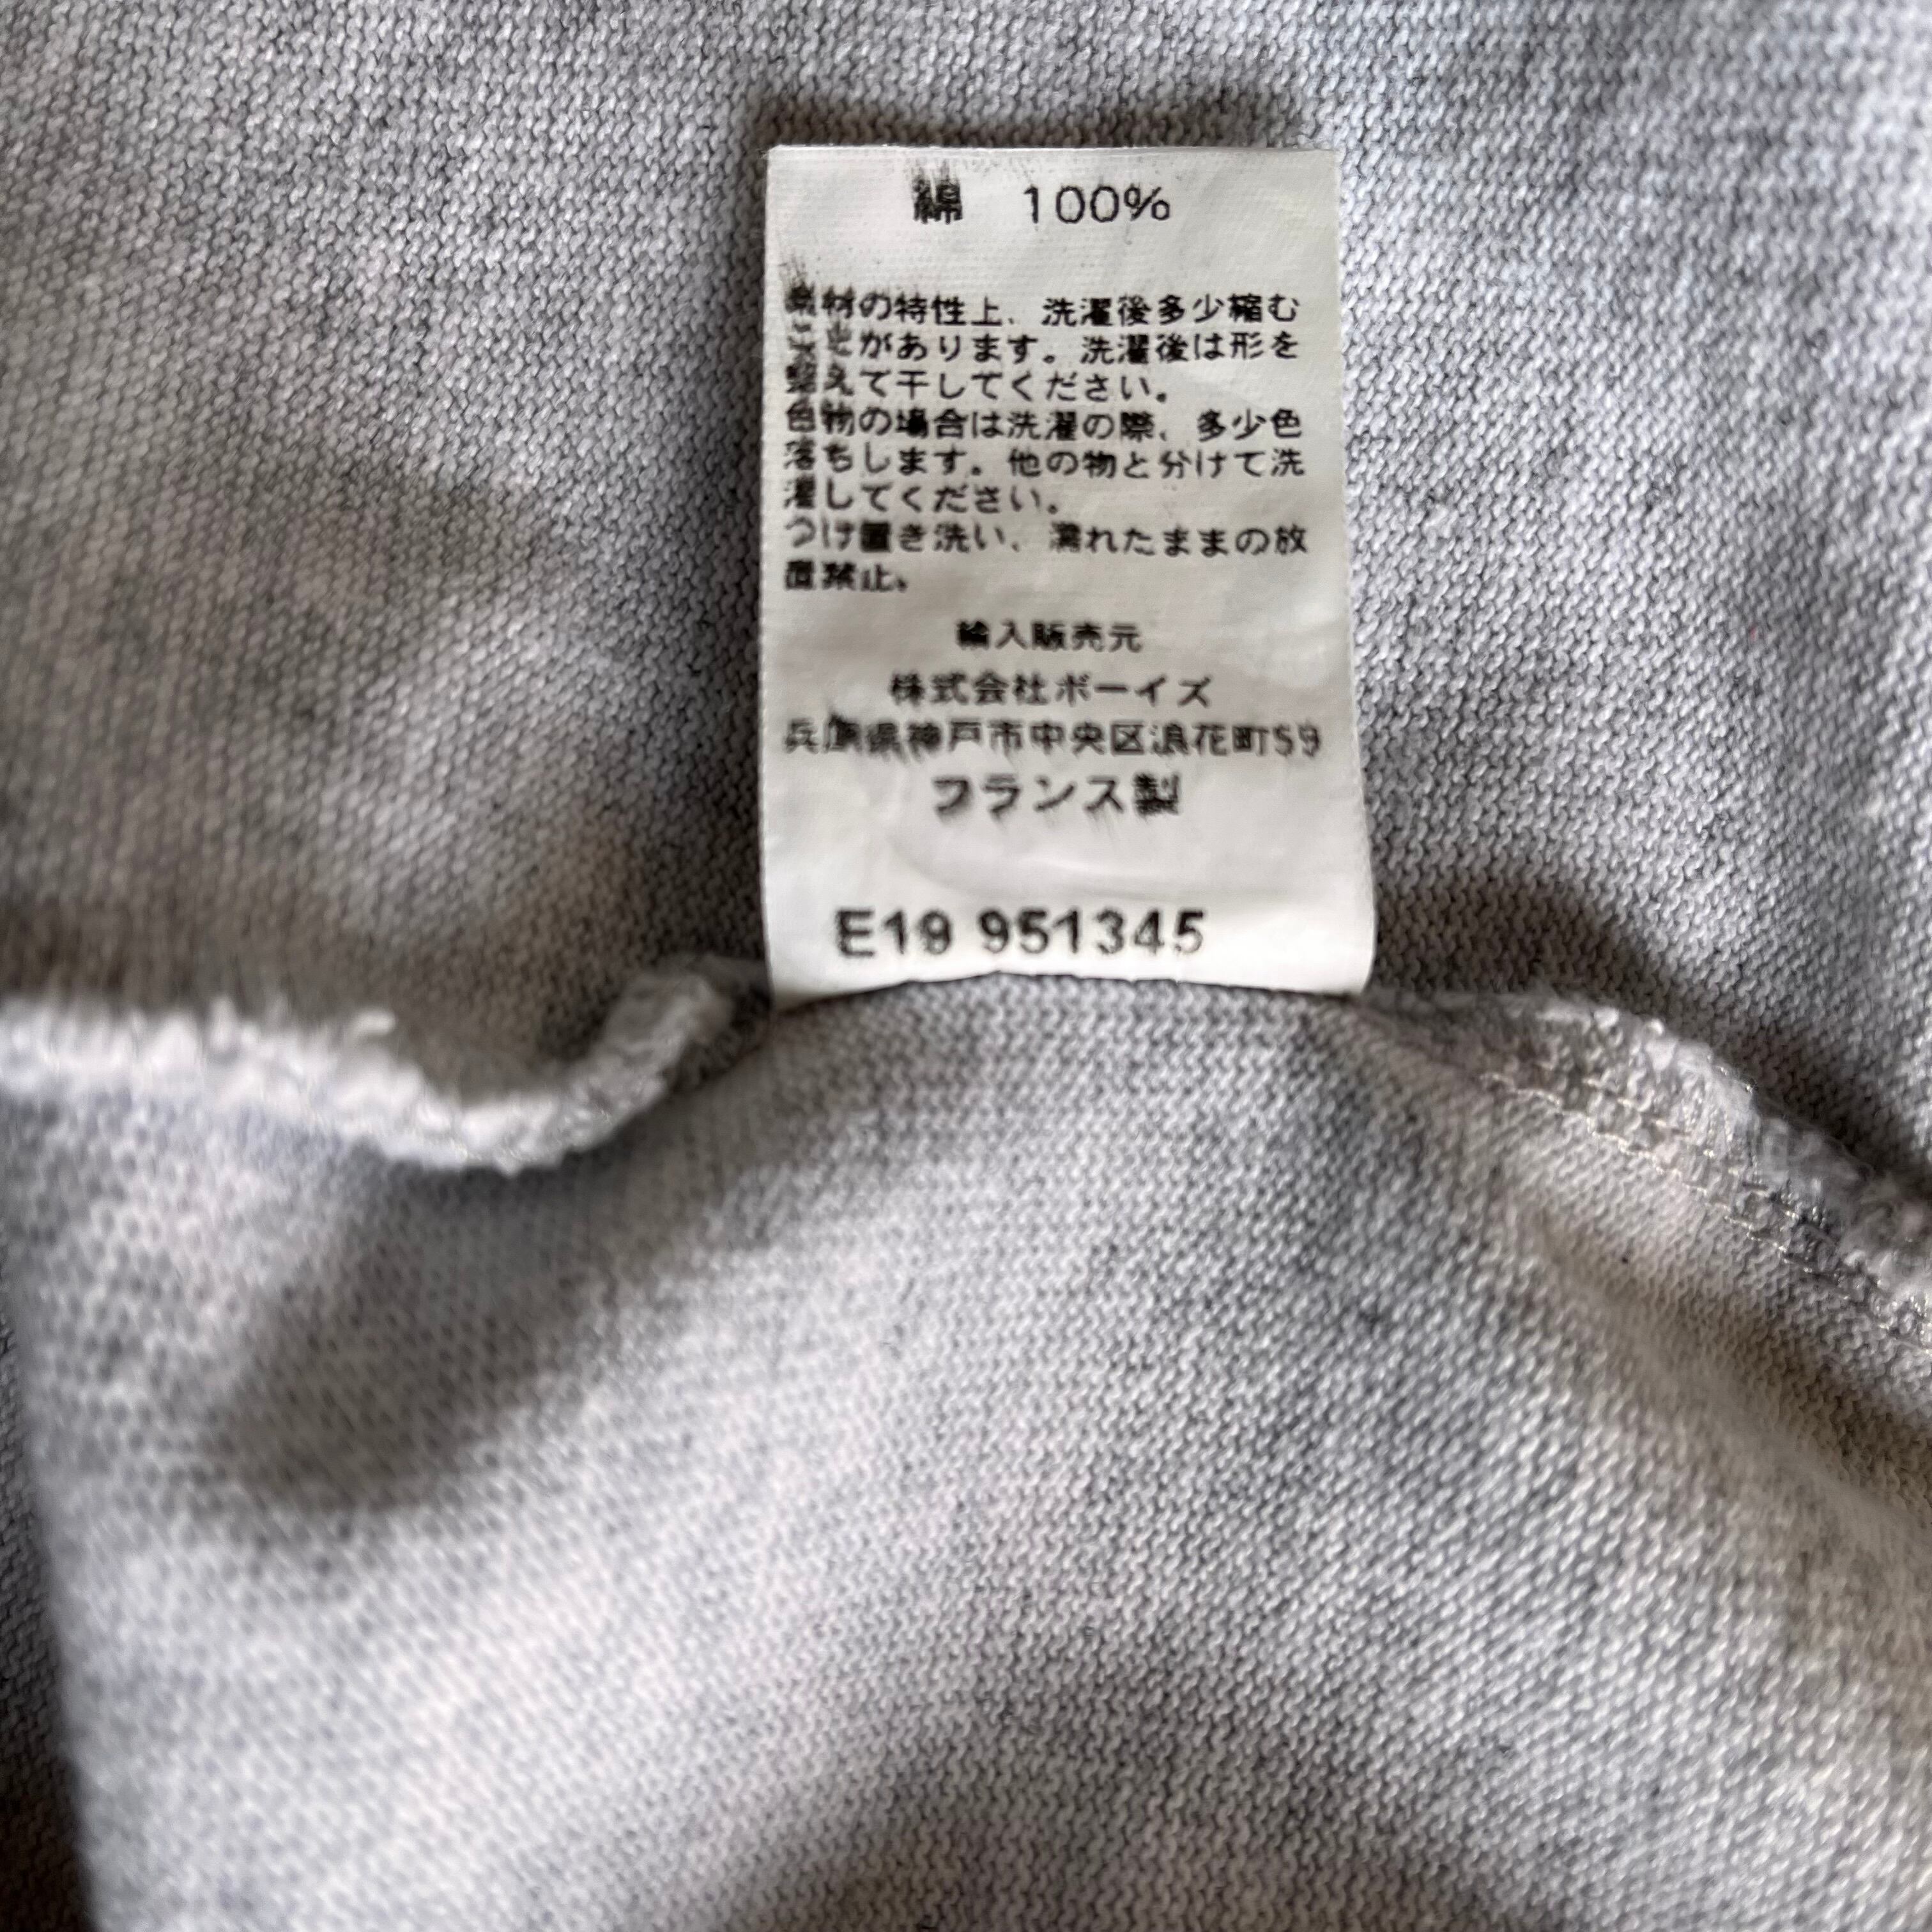 綿 100%
素材の特性上、洗濯後多少縮む
ことがあります。洗濯後は形を
整えて干してください。
色物の場合は洗濯の際、多少色
落ちします。他の物と分けて洗
濯してください。
つけ置き洗い、濡れたままの放
置禁止。
輸入販売元
株式会社ボーイズ
兵庫県神戸市中央区浪花町59
フランス製
E19 951345